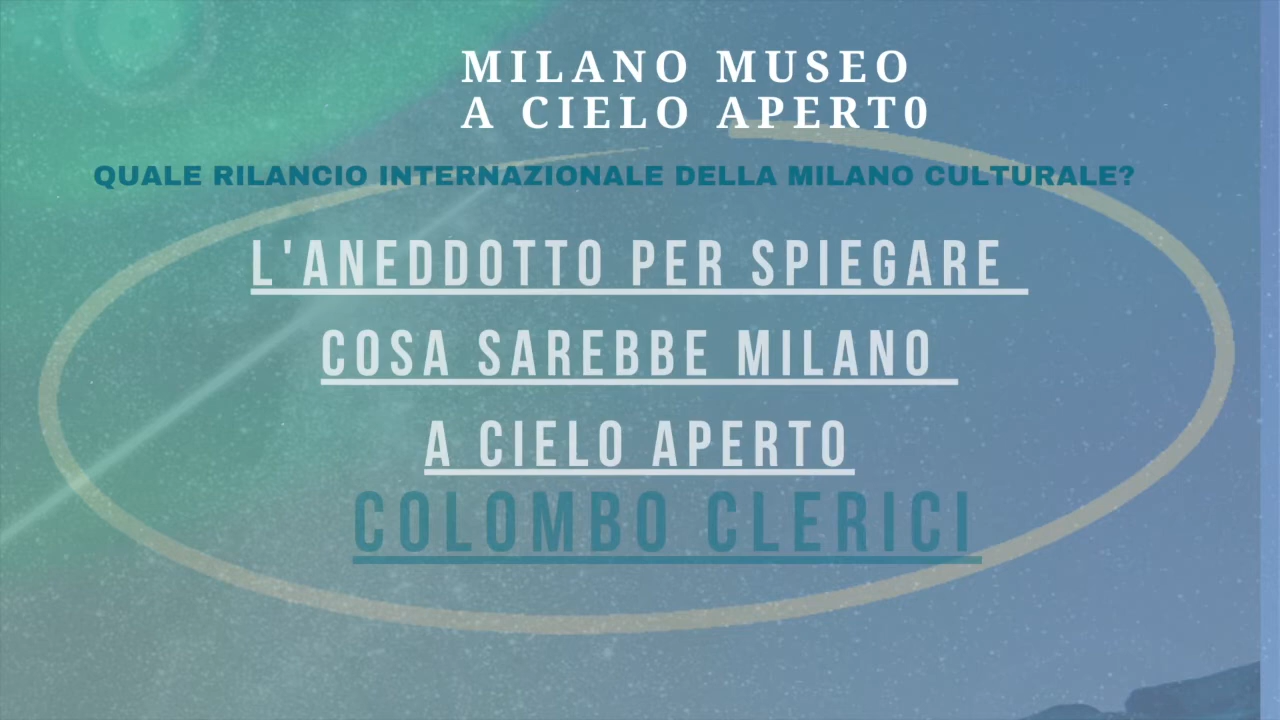 MILANO MUSEO
A CIELO APERT0
QUALE RILANCIO INTERNAZIONALE DELLA MILANO CULTURALE?
L'ANEDDOTTO PER SPIEGARE
COSA SAREBBE MILANO
A CIELO APERTO
COLOMBO CLERICI